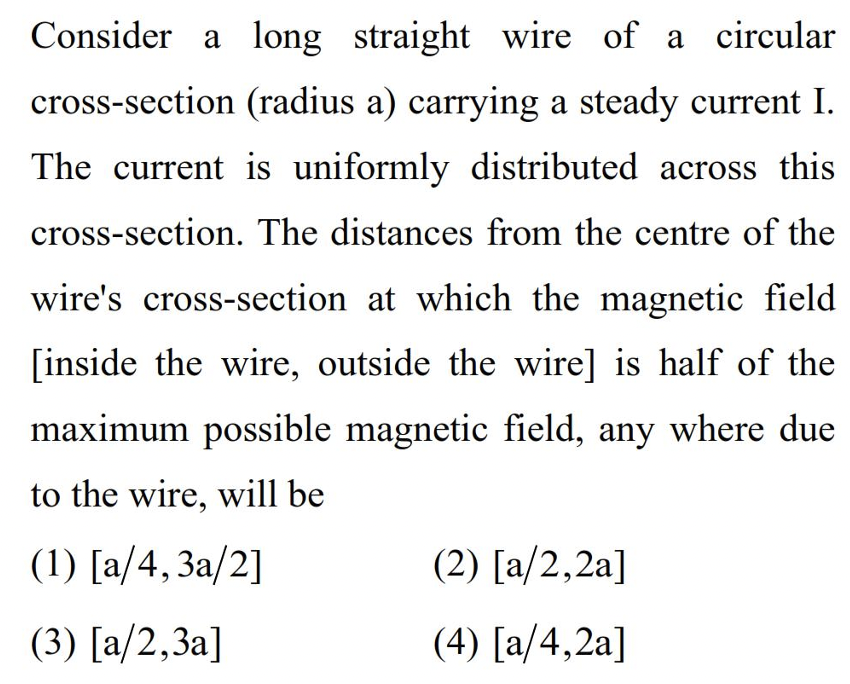 Consider a long straight wire of a circular
cross-section (radius a) carrying a steady current I.
The current is uniformly distributed across this
cross-section. The distances from the centre of the
wire's cross-section at which the magnetic field
[inside the wire, outside the wire] is half of the
maximum possible magnetic field, any where due
to the wire, will be
(1) [a/4, 3a/2] (2) [a/2,2a]
(3) [a/2,3a] (4) [a/4,2a]